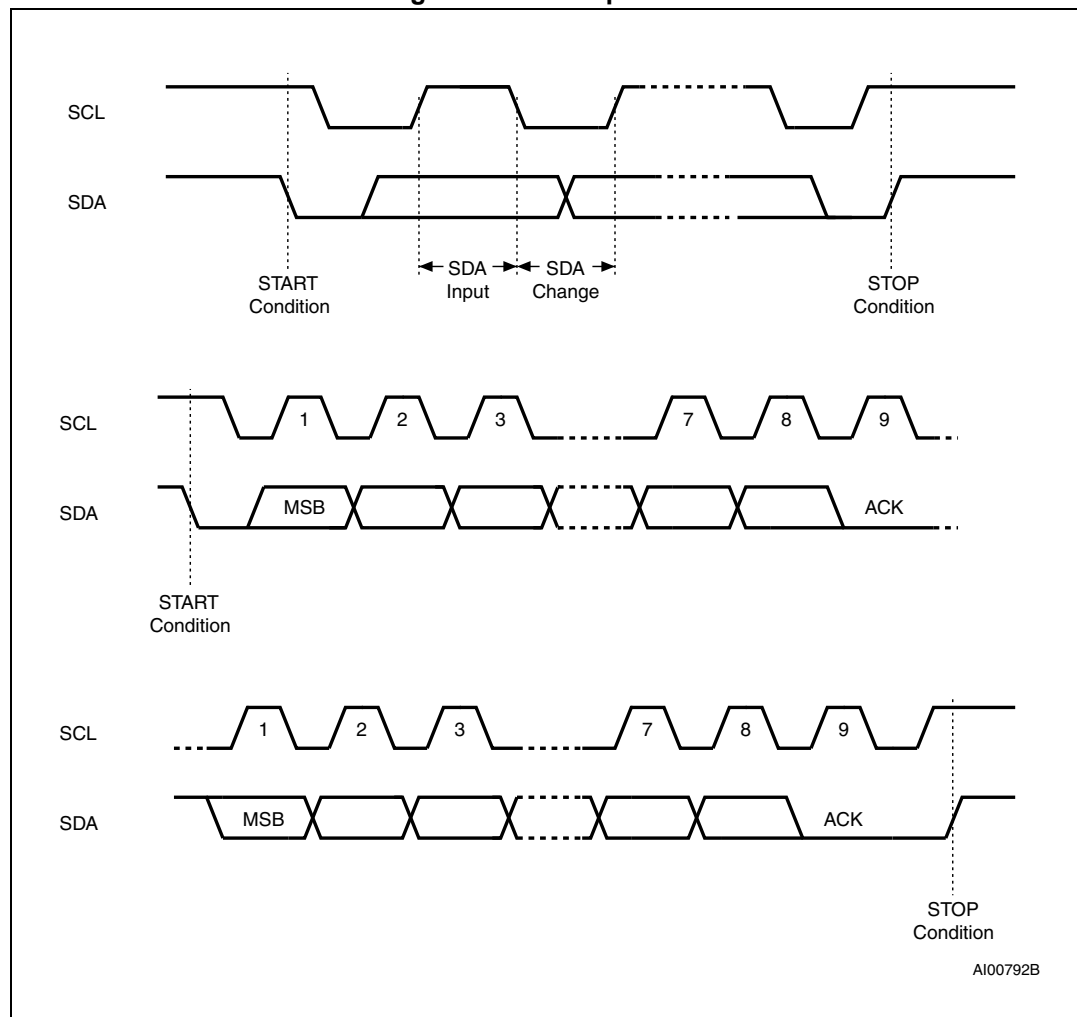 SCL
SDA
SDA Input
SDA Change
START Condition
STOP Condition
SCL
1 2 3 7 8 9
SDA
MSB
ACK
START Condition
SCL
1 2 3 7 8 9
SDA
MSB
ACK
STOP Condition
AI00792B